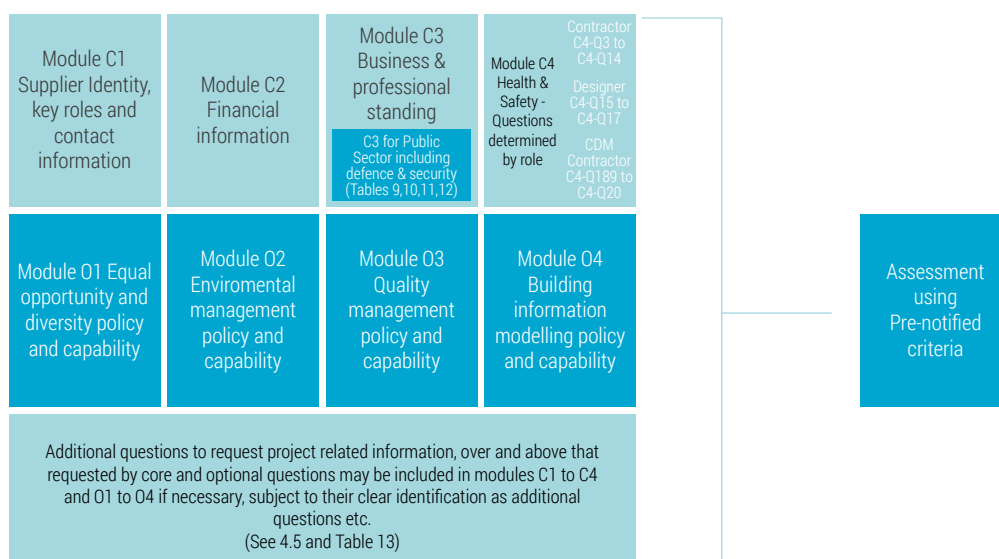 Module C1
Supplier Identity,
key roles and
contact
information
Module C2
Financial
information
Module C3
Business &
professional
standing
C3 for Public
Sector including
defence & security
(Tables 9,10,11,12)
Module C4
Health &
Safety -
Questions
determined
by role
Contractor
C4-Q3 to
C4-Q14
Designer
C4-Q15 to
C4-Q17
CDM
Contractor
C4-Q189 to
C4-Q20
Module O1 Equal
opportunity and
diversity policy
and capability
Module O2
Enviromental
management
policy and
capability
Module O3
Quality
management
policy and
capability
Module O4
Building
information
modelling policy
and capability
Assessment
using
Pre-notified
criteria
Additional questions to request project related information, over and above that
requested by core and optional questions may be included in modules C1 to C4
and O1 to O4 if necessary, subject to their clear identification as additional
questions etc.
(See 4.5 and Table 13)